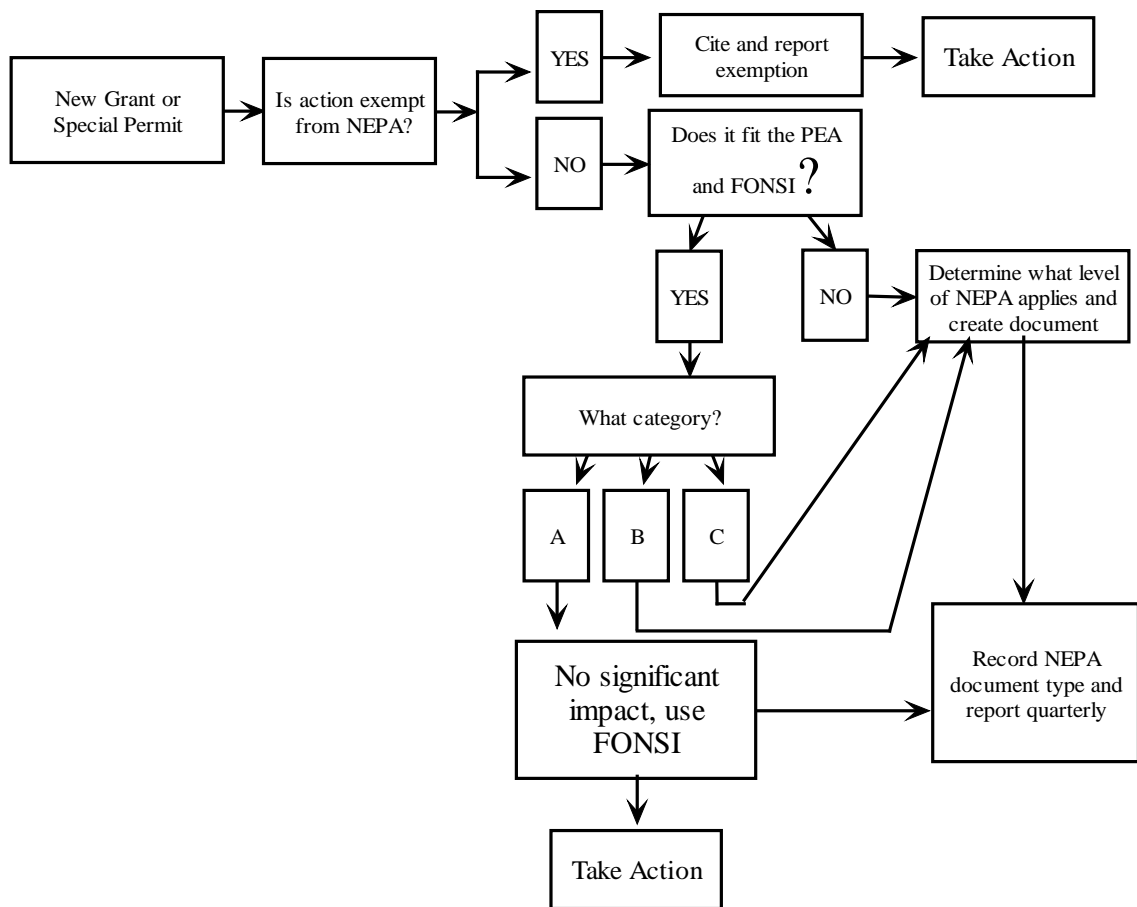 New Grant or
Special Permit
Is action exempt
from NEPA?
YES
Cite and report
exemption
Take Action
NO
Does it fit the PEA
and FONSI ?
YES
NO
Determine what level
of NEPA applies and
create document
What category?
A
B
C
No significant
impact, use
FONSI
Record NEPA
document type and
report quarterly
Take Action